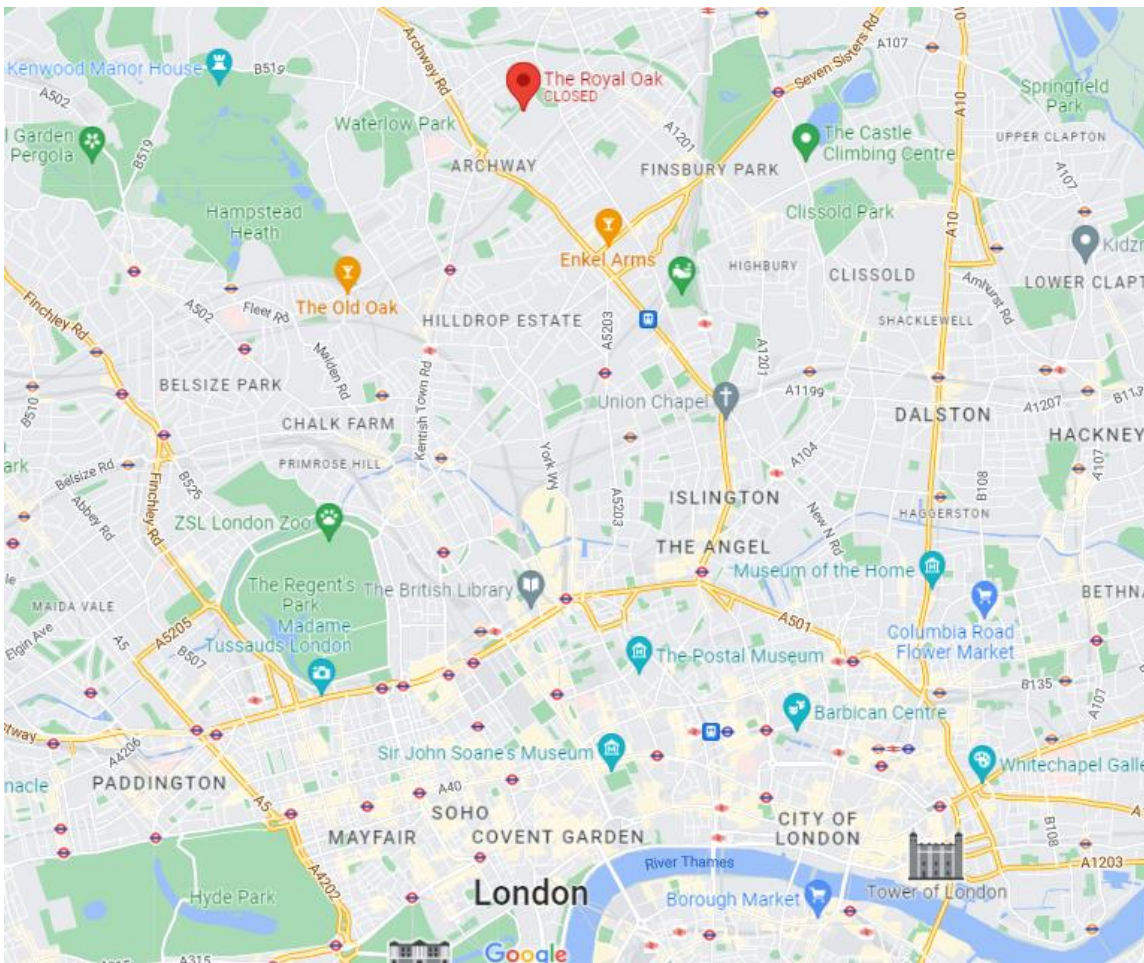 A107
Archway Rd
Seven Sisters Rd
A10
Kenwood Manor House
B519
A502
The Royal Oak
CLOSED
Springfield
Park
Waterlow Park
A1201
The Castle
Climbing Centre
UPPER CLAPTON
l Garden
Pergola
B519
ARCHWAY
FINSBURY PARK
A107
Hampstead
Heath
Clissold Park
A10
Enkel Arms
HIGHBURY
CLISSOLD
Kidz
LOWER CLAPT
The Old Oak
Finchley Rd
A502
Fleet Rd
HILLDROP ESTATE
A5203
Amhurst Rd
SHACKLEWELL
Malden Rd
A1201
BELSIZE PARK
B510
Kentish Town Rd
Union Chapel
A1199
DALSTON
A1207
B113
CHALK FARM
HACKNEY
ark
Belsize Rd
PRIMROSE HILL
York Wy
A104
A107
B525
Finchley Rd
Abbey Rd
ISLINGTON
B108
A5203
New N Rd
HAGGERSTON
ZSL London Zoo
THE ANGEL
The Regent's
Park
The British Library
Museum of the Home
MAIDA VALE
BETHNA
Madame
Tussauds London
Elgin Ave
A5
A5205
B507
A501
Columbia Road
Flower Market
The Postal Museum
B135
A107
Barbican Centre
stway
A4206
Sir John Soane's Museum
Whitechapel Galle
nacle
PADDINGTON
A5
A40
SOHO
MAYFAIR
COVENT GARDEN
CITY OF
LONDON
B108
A4202
River Thames
A1203
Hyde Park
London
Borough Market
Tower of London
A315
Google